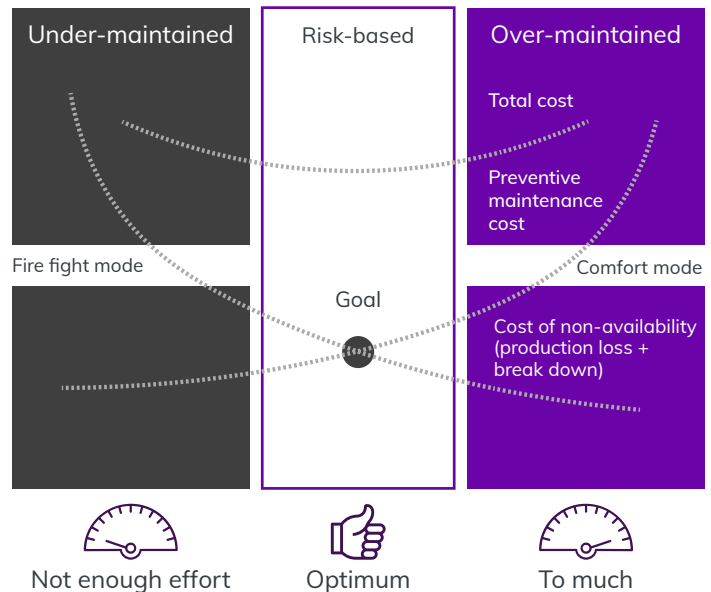 Under-maintained
Risk-based
Over-maintained
Total cost
Preventive
maintenance
cost
Fire fight mode
Comfort mode
Goal
Cost of non-availability
(production loss +
break down)
Not enough effort
Optimum
To much